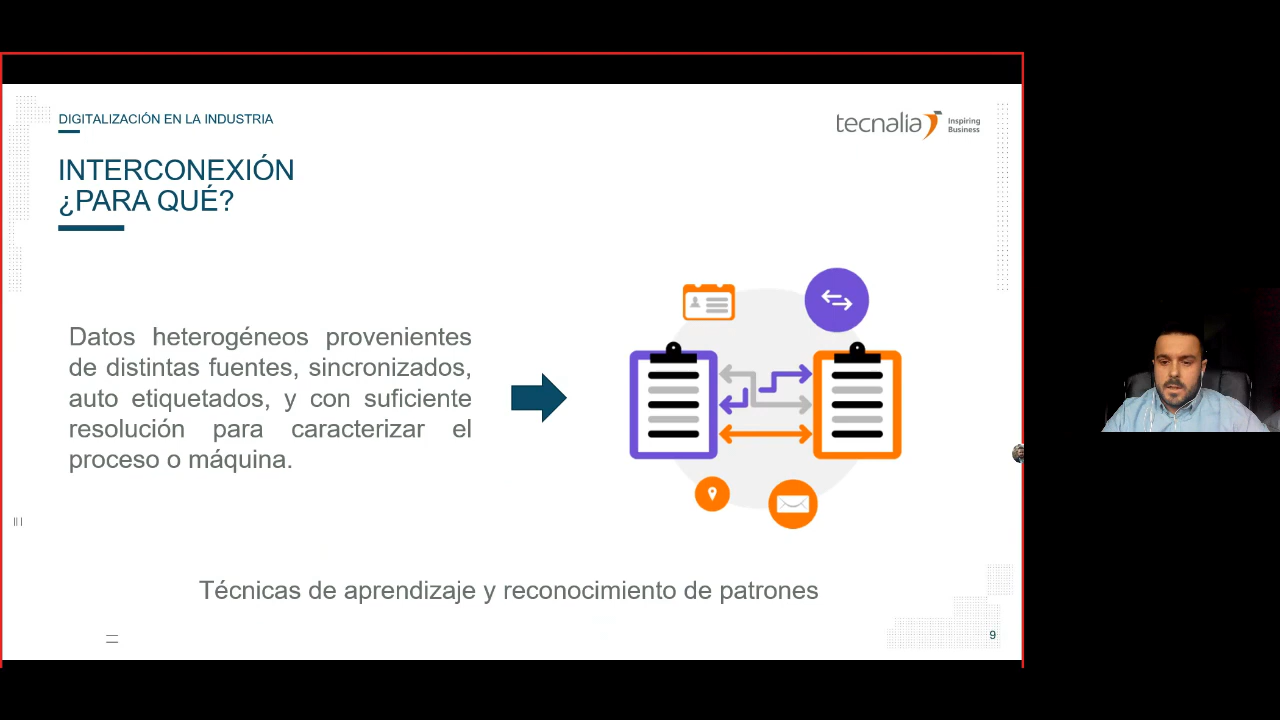 DIGITALIZACIÓN EN LA INDUSTRIA
tecnalia Inspiring
Business
INTERCONEXIÓN
¿PARA QUÉ?
Datos heterogéneos provenientes
de distintas fuentes, sincronizados,
auto etiquetados, y con suficiente
resolución para caracterizar el
proceso o máquina.
Técnicas de aprendizaje y reconocimiento de patrones
9